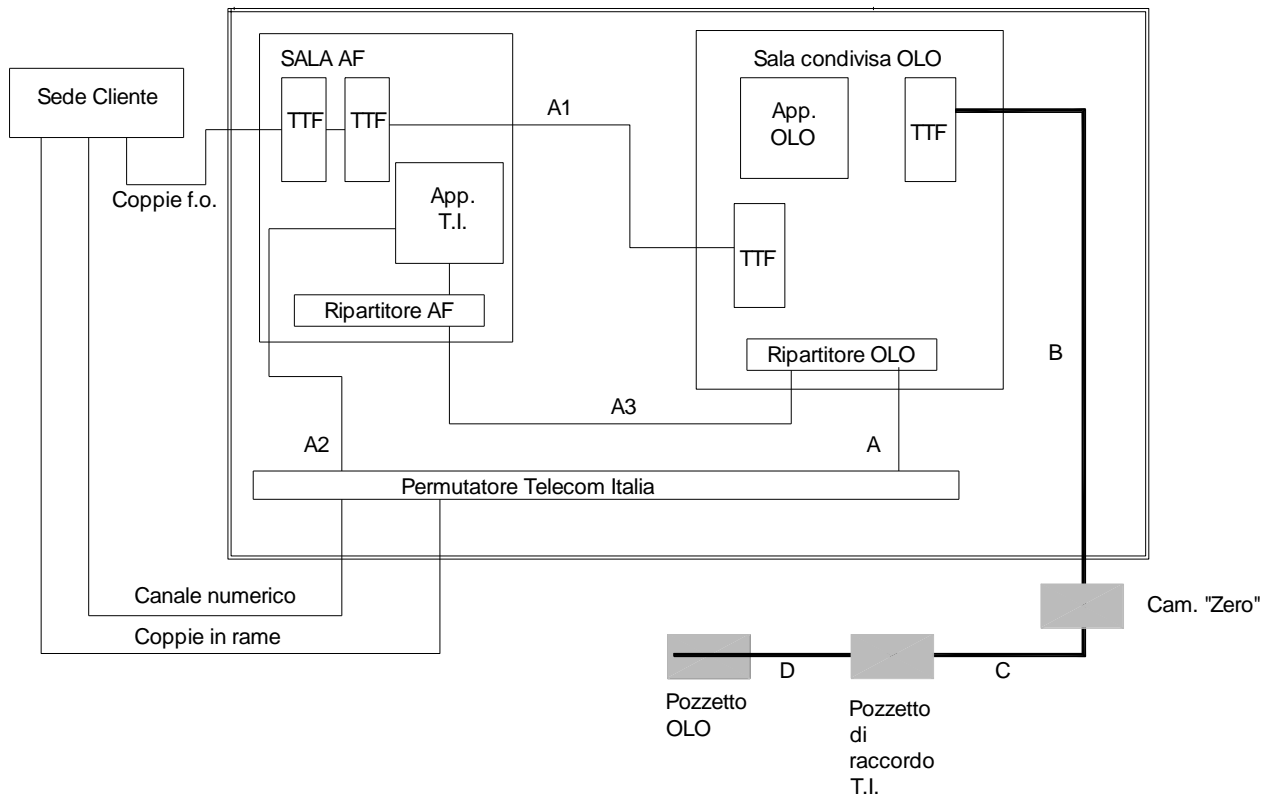 SALA AF
Sala condivisa OLO
Sede Cliente
TTF
TTF
A1
App.
OLO
TTF
Coppie f.o.
App.
T.I.
TTF
Ripartitore AF
Ripartitore OLO
B
A3
A2
A
Permutatore Telecom Italia
Canale numerico
Cam. "Zero"
Coppie in rame
D
C
Pozzetto
OLO
Pozzetto
di
raccordo
T.I.